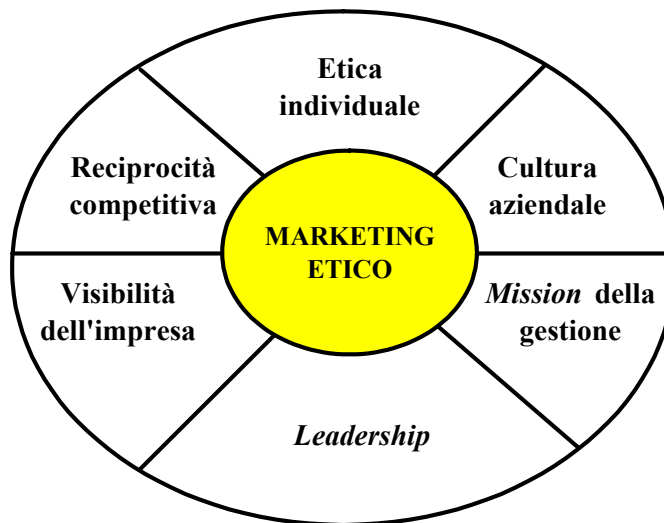 Etica
individuale
Reciprocità
competitiva
Cultura
aziendale
MARKETING
ETICO
Visibilità
dell'impresa
Mission della
gestione
Leadership